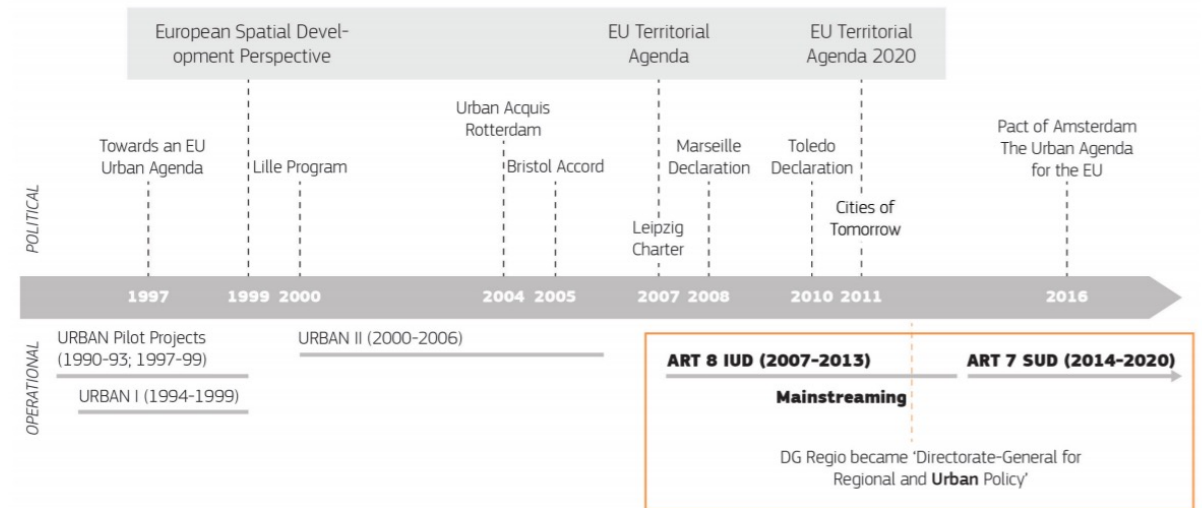 European Spatial Devel-
opment Perspective
EU Territorial
Agenda
EU Territorial
Agenda 2020
Towards an EU
Urban Agenda
Lille Program
Urban Acquis
Rotterdam
Bristol Accord
Leipzig
Charter
Marseille
Declaration
Toledo
Declaration
Cities of
Tomorrow
Pact of Amsterdam
The Urban Agenda
for the EU
POLITICAL
1997 1999 2000 2004 2005 2007 2008 2010 2011 2016
OPERATIONAL
URBAN Pilot Projects
(1990-93; 1997-99)
URBAN I (1994-1999)
URBAN II (2000-2006)
ART 8 IUD (2007-2013)
Mainstreaming
ART 7 SUD (2014-2020)
DG Regio became ‘Directorate-General for
Regional and Urban Policy’